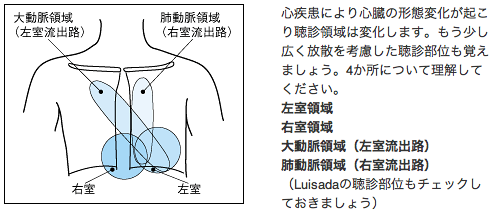 大動脈領域
(左室流出路)
肺動脈領域
(右室流出路)
右室
左室
心疾患により心臓の形態変化が起こ
り聴診領域は変化します。もう少し
広く放散を考慮した聴診部位も覚え
ましょう。4か所について理解して
ください。
左室領域
右室領域
大動脈領域(左室流出路)
肺動脈領域(右室流出路)
(Luisadaの聴診部位もチェックし
ておきましょう)